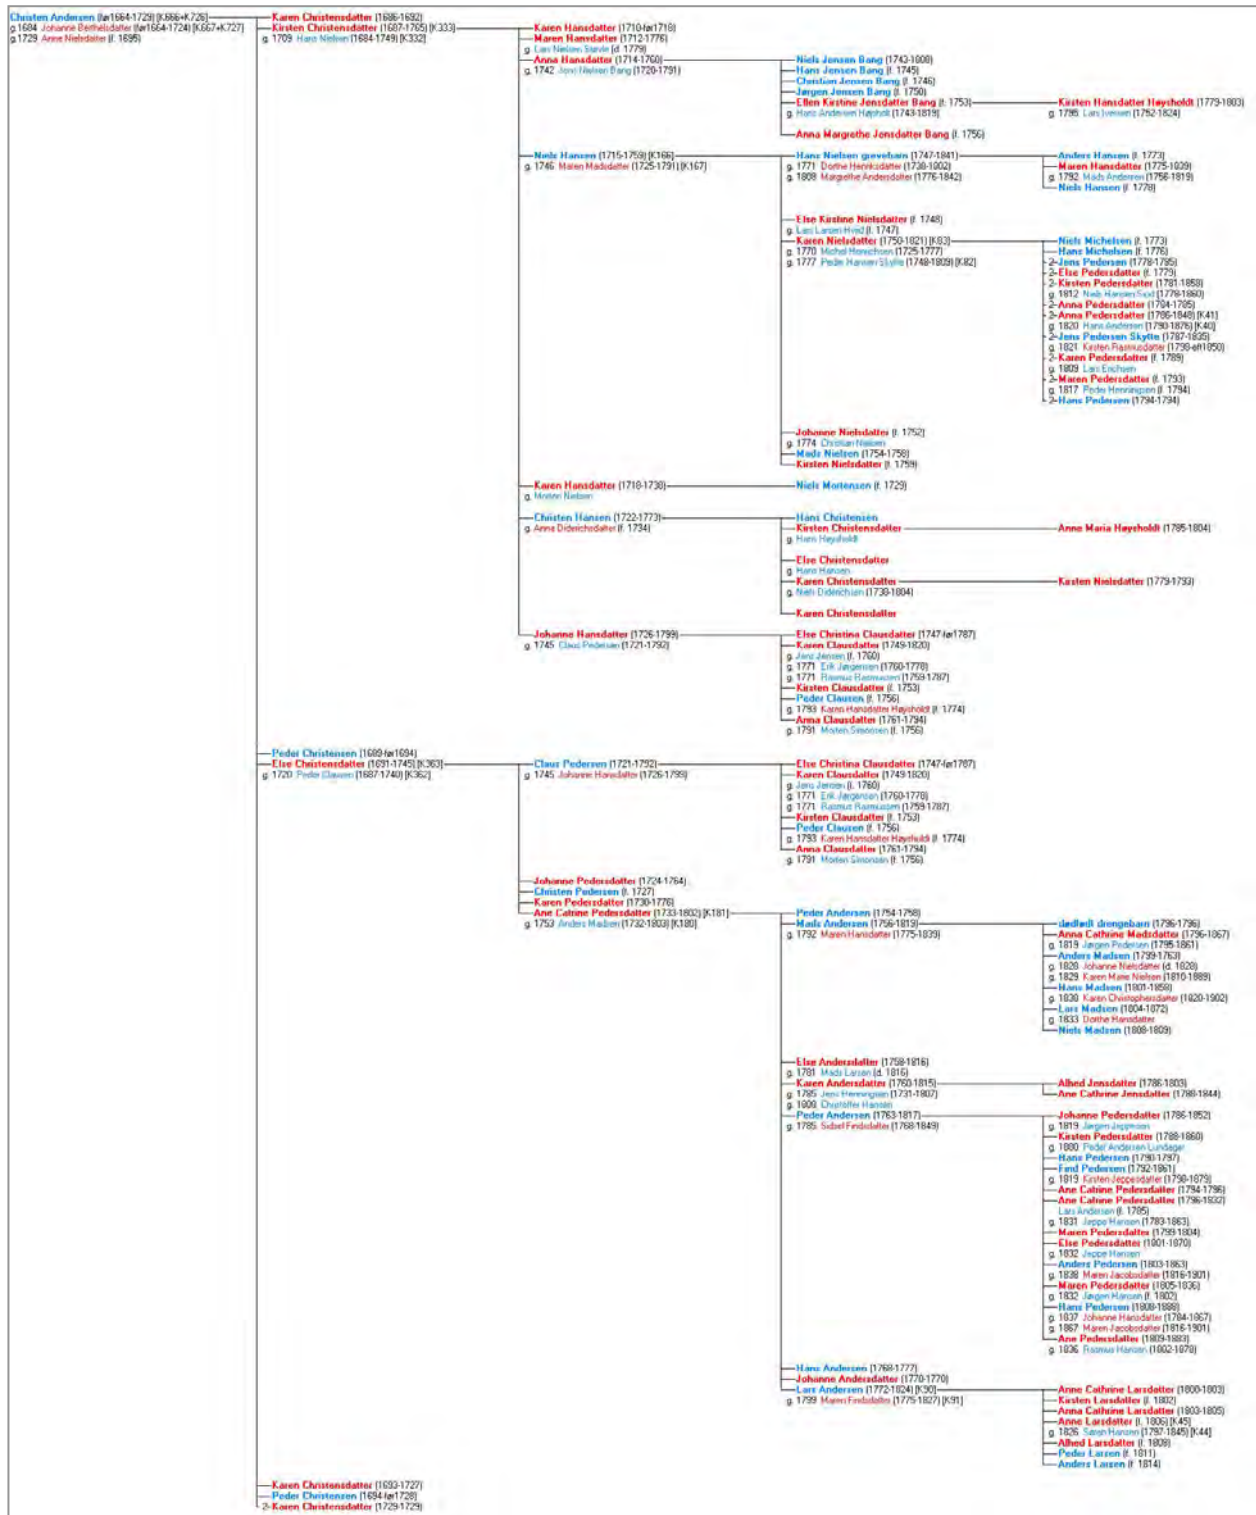 Christen Andersen (før1664-1729) [K666+K726]
g.1684 Johanne Berthelsdatter (før1664-1724) [K667+K727]
g.1729 Anne Nielsdatter (f. 1695)
Karen Christensdatter (1686-1692)
Kirsten Christensdatter (1687-1765) [K333]
g. 1709 Hans Nielsen (1684-1749) [K332]
Karen Hansdatter (1710-før1718)
Maren Hansdatter (1712-1776)
g. Lars Nielsen Størvle [d. 1779]
Anna Hansdatter (1714-1760)
g. 1742 Jens Nielsen Bang (1720-1791)
Niels Jensen Bang (1743-1808)
Hans Jensen Bang (f. 1745)
Christian Jensen Bang (f. 1746)
Jørgen Jensen Bang (f. 1750)
Ellen Kirstine Jensdatter Bang (f. 1753)
g. Hans Andersen Højsholt (1743-1819)
Kirsten Hansdatter Høysholdt (1779-1803)
g. 1795 Lars Iversen (1752-1824)
Anna Margrethe Jensdatter Bang (f. 1756)
Niels Hansen (1715-1759) [K166]
g. 1746 Maren Madsdatter (1725-1791) [K167]
Hans Nielsen grevebarn (1747-1841)
g. 1771 Dorthe Henriksdatter (1738-1802)
g. 1808 Margrethe Andersdatter (1776-1842)
Anders Hansen (f. 1773)
Maren Hansdatter (1775-1839)
g. 1792 Mads Andersen (1756-1819)
Niels Hansen (f. 1778)
Else Kirstine Nielsdatter (f. 1748)
g. Lars Larsen Hviid (f. 1747)
Karen Nielsdatter (1750-1821) [K83]
g. 1770 Michel Henrichsen (1725-1777)
g. 1777 Peder Hansen Skytte (1748-1809) [K82]
Niels Michelsen (f. 1773)
Hans Michelsen (f. 1776)
2-Jens Pedersen (1778-1785)
2-Else Pedersdatter (f. 1779)
2-Kirsten Pedersdatter (1781-1858)
g. 1812 Niels Hansen Sxid (1778-1860)
2-Anna Pedersdatter (1784-1785)
2-Anna Pedersdatter (1786-1848) [K41]
g. 1820 Hans Andersen (1790-1876) [K40]
2-Jens Pedersen Skytte (1787-1835)
g. 1821 Kirsten Rasmusdatter (1798-eft1850)
2-Karen Pedersdatter (f. 1789)
g. 1809 Lars Erichsen
2-Maren Pedersdatter (f. 1793)
g. 1817 Peder Henningsen (f. 1794)
2-Hans Pedersen (1794-1794)
Johanne Nielsdatter (f. 1752)
g. 1774 Christian Nielsen
Mads Nielsen (1754-1758)
Kirsten Nielsdatter (f. 1759)
Karen Hansdatter (1718-1738)
g. Morten Nielsen
Niels Mortensen (f. 1729)
Christen Hansen (1722-1773)
g. Anna Diderichsdatter (f. 1734)
Hans Christensen
Kirsten Christensdatter
g. Hans Høysholdt
Anne Maria Høysholdt (1785-1804)
Else Christensdatter
g. Hans Hansen
Karen Christensdatter
g. Niels Diderichsen (1738-1804)
Kirsten Nielsdatter (1779-1793)
Karen Christensdatter
Johanne Hansdatter (1726-1799)
g. 1745 Claus Pedersen (1721-1792)
Else Christina Clausdatter (1747-før1787)
Karen Clausdatter (1749-1820)
g. Jens Jensen (f. 1760)
g. 1771 Erik Jørgensen (1760-1778)
g. 1771 Rasmus Rasmussen (1759-1787)
Kirsten Clausdatter (f. 1753)
Peder Clausen (f. 1756)
g. 1793 Karen Hansdatter Høysholdt (f. 1774)
Anna Clausdatter (1761-1794)
g. 1791 Morten Simonsen (f. 1756)
Peder Christensen (1689-før1694)
Else Christensdatter (1691-1745) [K363]
g. 1720 Peder Clausen (1687-1740) [K362]
Claus Pedersen (1721-1792)
g. 1745 Johanne Hansdatter (1726-1799)
Else Christina Clausdatter (1747-før1787)
Karen Clausdatter (1749-1820)
g. Jens Jensen (f. 1760)
g. 1771 Erik Jørgensen (1760-1778)
g. 1771 Rasmus Rasmussen (1759-1787)
Kirsten Clausdatter (f. 1753)
Peder Clausen (f. 1756)
g. 1793 Karen Hansdatter Høysholdt (f. 1774)
Anna Clausdatter (1761-1794)
g. 1791 Morten Simonsen (f. 1756)
Johanne Pedersdatter (1724-1764)
Christen Pedersen (f. 1727)
Karen Pedersdatter (1730-1776)
Ane Catrine Pedersdatter (1733-1802) [K181]
g. 1753 Anders Madsen (1732-1803) [K180]
Peder Andersen (1754-1758)
Mads Andersen (1756-1819)
g. 1792 Maren Hansdatter (1775-1839)
dødfødt drengebarn (1796-1796)
Anna Cathrine Madsdatter (1796-1867)
g. 1819 Jørgen Pedersen (1795-1861)
Anders Madsen (1799-1763)
g. 1828 Johanne Nielsdatter (d. 1828)
g. 1829 Karen Marie Nielsen (1810-1889)
Hans Madsen (1801-1858)
g. 1838 Karen Christophersdatter (1820-1902)
Lars Madsen (1804-1872)
g. 1833 Dorthe Hansdatter
Niels Madsen (1808-1809)
Else Andersdatter (1758-1816)
g. 1781 Mads Larsen [d. 1816]
Karen Andersdatter (1760-1815)
g. 1785 Jens Henningsen (1731-1807)
g. 1808 Christoffer Hansen
Alhed Jensdatter (1786-1803)
Ane Cathrine Jensdatter (1788-1844)
Peder Andersen (1763-1817)
g. 1785 Sidsel Findsdatter (1768-1849)
Johanne Pedersdatter (1786-1852)
g. 1819 Jørgen Jeppesen
Kirsten Pedersdatter (1788-1860)
g. 1880 Peder Andersen Lundager
Hans Pedersen (1790-1797)
Find Pedersen (1792-1861)
g. 1819 Kirsten Jeppesdatter (1798-1879)
Ane Catrine Pedersdatter (1794-1796)
Ane Catrine Pedersdatter (1796-1832)
Lars Andersen (f. 1785)
g. 1831 Jeppe Hansen (1783-1863)
Maren Pedersdatter (1799-1804)
Else Pedersdatter (1801-1870)
g. 1832 Jeppe Hansen
Anders Pedersen (1803-1863)
g. 1838 Maren Jacobsdatter (1816-1901)
Maren Pedersdatter (1805-1836)
g. 1832 Jørgen Hansen (f. 1802)
Hans Pedersen (1808-1888)
g. 1837 Johanne Hansdatter (1784-1867)
g. 1867 Maren Jacobsdatter (1816-1901)
Ane Pedersdatter (1809-1883)
g. 1836 Rasmus Hansen (1802-1878)
Hans Andersen (1768-1777)
Johanne Andersdatter (1770-1770)
Lars Andersen (1772-1824) [K90]
g. 1799 Maren Findsdatter (1775-1827) [K91]
Anne Cathrine Larsdatter (1800-1803)
Kirsten Larsdatter (f. 1802)
Anna Cathrine Larsdatter (1803-1805)
Anne Larsdatter (f. 1806) [K45]
g. 1826 Søren Hansen (1797-1845) [K44]
Alhed Larsdatter (f. 1808)
Peder Larsen (f. 1811)
Anders Larsen (f. 1814)
Karen Christensdatter (1693-1727)
Peder Christensen (1694-før1728)
2-Karen Christensdatter (1729-1729)